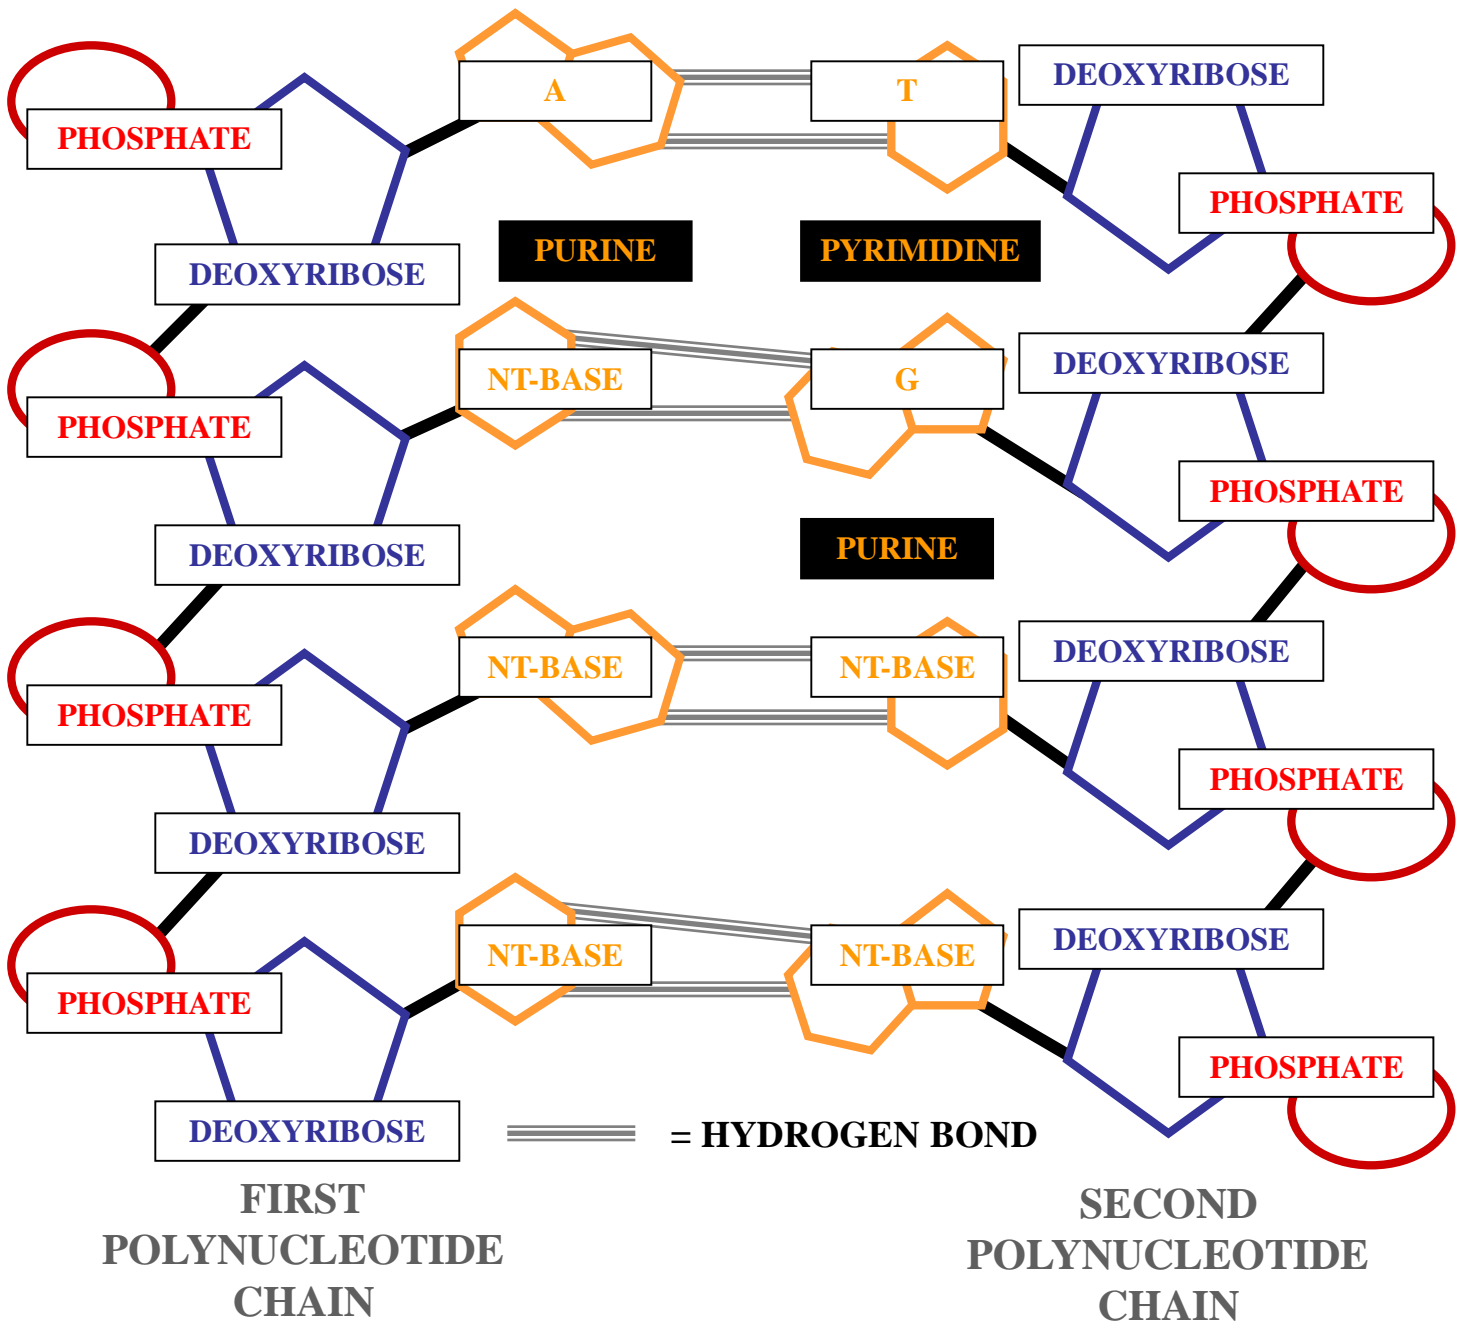 A
T
DEOXYRIBOSE
PHOSPHATE
PHOSPHATE
PURINE
PYRIMIDINE
DEOXYRIBOSE
NT-BASE
G
DEOXYRIBOSE
PHOSPHATE
PHOSPHATE
DEOXYRIBOSE
PURINE
NT-BASE
NT-BASE
DEOXYRIBOSE
PHOSPHATE
PHOSPHATE
DEOXYRIBOSE
NT-BASE
NT-BASE
DEOXYRIBOSE
PHOSPHATE
PHOSPHATE
DEOXYRIBOSE
= HYDROGEN BOND
FIRST
POLYNUCLEOTIDE
CHAIN
SECOND
POLYNUCLEOTIDE
CHAIN